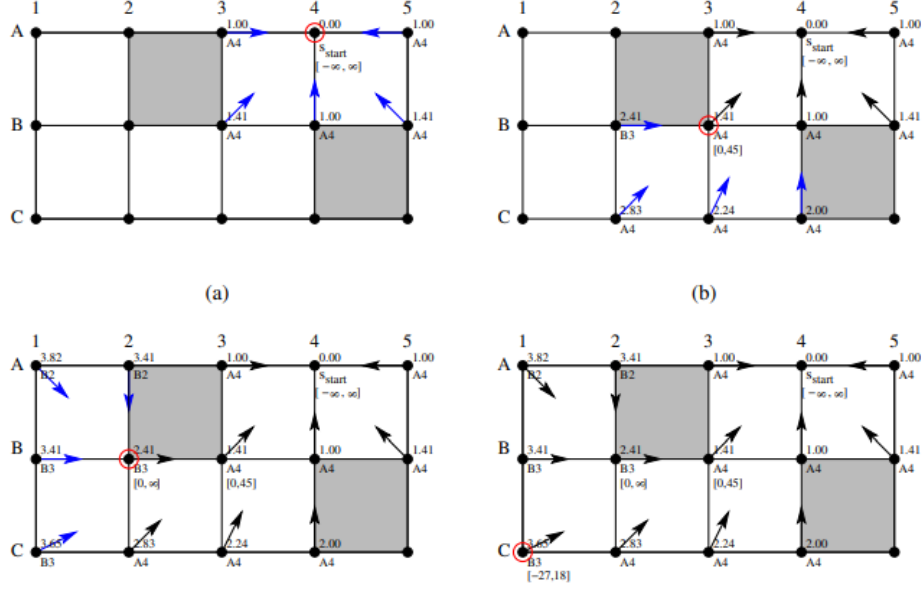 1 2 3 4 5
A 1.00 0.00 1.00
A4 A4
s_start
[−∞, ∞]
B 1.41 1.00 1.41
A4 A4 A4
C
(a)
1 2 3 4 5
A 1.00 0.00 1.00
A4 A4
s_start
[−∞, ∞]
B 2.41 1.41 1.00 1.41
B3 A4 A4 A4
[0,45]
C 2.83 2.24 2.00
A4 A4 A4
(b)
1 2 3 4 5
A 3.82 3.41 1.00 0.00 1.00
B2 B2 A4 A4
s_start
[−∞, ∞]
B 3.41 2.41 1.41 1.00 1.41
B3 B3 A4 A4 A4
[0, ∞] [0,45]
C 3.65 2.83 2.24 2.00
B3 A4 A4 A4
1 2 3 4 5
A 3.82 3.41 1.00 0.00 1.00
B2 B2 A4 A4
s_start
[−∞, ∞]
B 3.41 2.41 1.41 1.00 1.41
B3 B3 A4 A4 A4
[0, ∞] [0,45]
C 3.65 2.83 2.24 2.00
B3 A4 A4 A4
[−27,18]